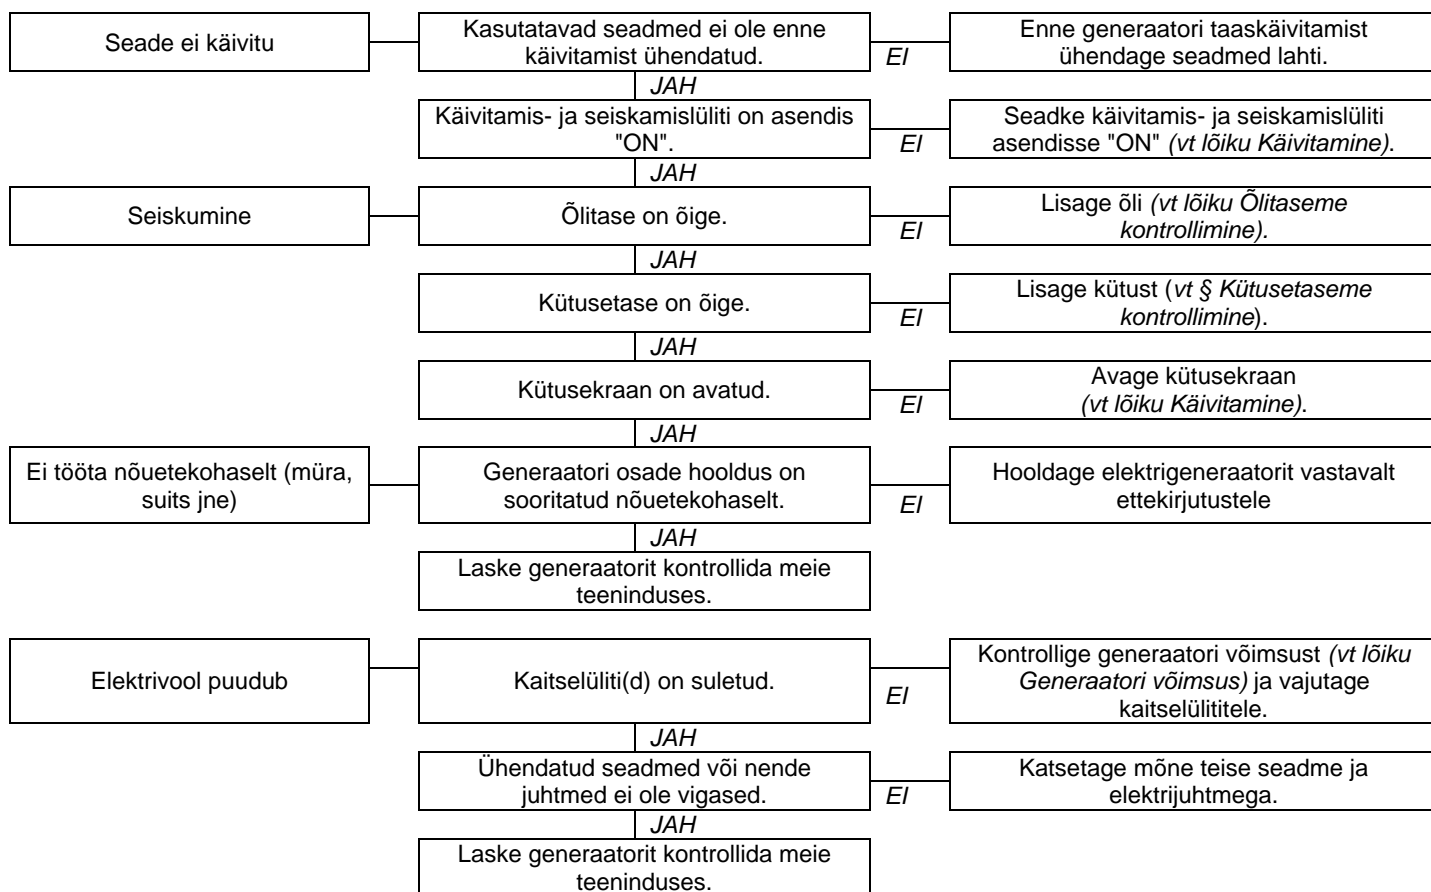 Seade ei käivitu
Kasutatavad seadmed ei ole enne
käivitamist ühendatud.
EI
Enne generaatori taaskäivitamist
ühendage seadmed lahti.
JAH
Käivitamis- ja seiskamislüliti on asendis
"ON".
EI
Seadke käivitamis- ja seiskamislüliti
asendisse "ON" (vt lõiku Käivitamine).
JAH
Seiskumine
Õlitase on õige.
EI
Lisage õli (vt lõiku Õlitaseme
kontrollimine).
JAH
Kütusetase on õige.
EI
Lisage kütust (vt § Kütusetaseme
kontrollimine).
JAH
Kütusekraan on avatud.
EI
Avage kütusekraan
(vt lõiku Käivitamine).
JAH
Ei tööta nõuetekohaselt (müra,
suits jne)
Generaatori osade hooldus on
sooritatud nõuetekohaselt.
EI
Hooldage elektrigeneraatorit vastavalt
ettekirjutustele
JAH
Laske generaatorit kontrollida meie
teeninduses.
Elektrivool puudub
Kaitselüliti(d) on suletud.
EI
Kontrollige generaatori võimsust (vt lõiku
Generaatori võimsus) ja vajutage
kaitselülititele.
JAH
Ühendatud seadmed või nende
juhtmed ei ole vigased.
EI
Katsetage mõne teise seadme ja
elektrijuhtmega.
JAH
Laske generaatorit kontrollida meie
teeninduses.